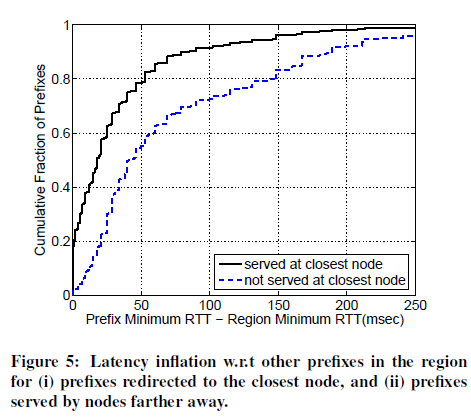 1
0.8
0.6
0.4
0.2
0
0 50 100 150 200 250
Cumulative Fraction of Prefixes
served at closest node
not served at closest node
Prefix Minimum RTT − Region Minimum RTT(msec)
Figure 5: Latency inflation w.r.t other prefixes in the region
for (i) prefixes redirected to the closest node, and (ii) prefixes
served by nodes farther away.